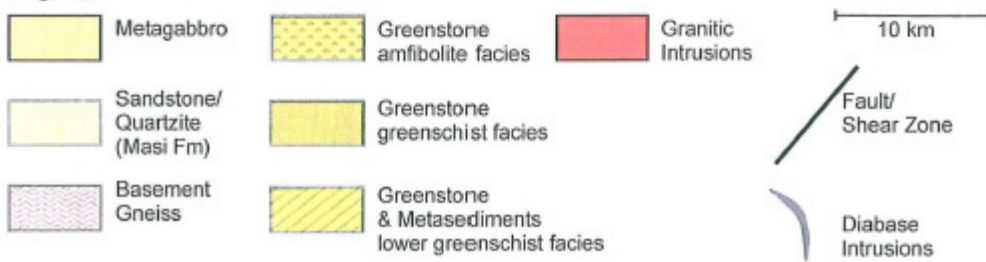 Metagabbro
Sandstone/
Quartzite
(Masi Fm)
Basement
Gneiss
Greenstone
amfibolite facies
Greenstone
greenschist facies
Greenstone
& Metasediments
lower greenschist facies
Granitic
Intrusions
10 km
Fault/
Shear Zone
Diabase
Intrusions